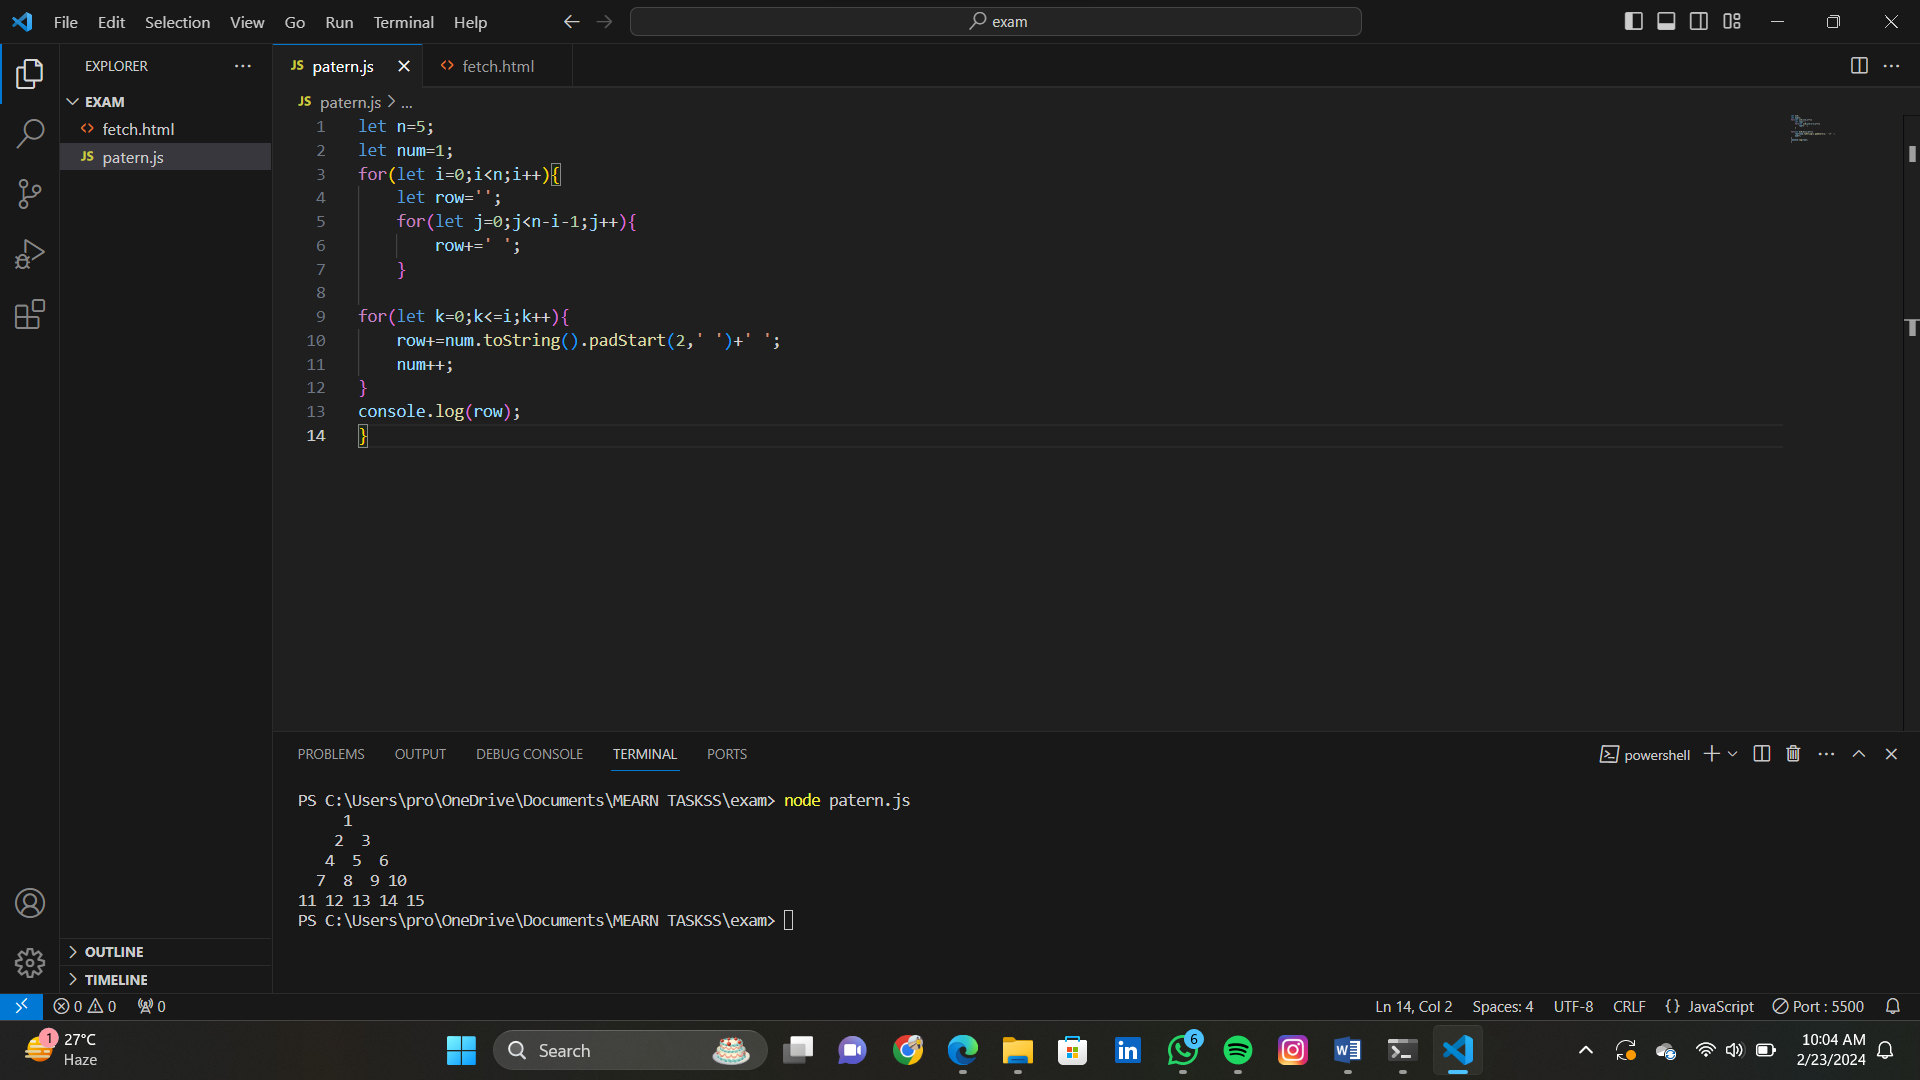 File Edit Selection View Go Run Terminal Help
exam
EXPLORER
EXAM
<> fetch.html
JS patern.js
JS patern.js
<> fetch.html
JS patern.js > ...
1 let n=5;
2 let num=1;
3 for(let i=0;i<n;i++){
4     let row='';
5     for(let j=0;j<n-i-1;j++){
6         row+=' ';
7     }
8
9 for(let k=0;k<=i;k++){
10     row+=num.toString().padStart(2,' ')+' ';
11     num++;
12 }
13 console.log(row);
14 }
PROBLEMS OUTPUT DEBUG CONSOLE TERMINAL PORTS
powershell
PS C:\Users\pro\OneDrive\Documents\MEARN TASKSS\exam> node patern.js
     1
    2  3
   4  5  6
  7  8  9 10
11 12 13 14 15
PS C:\Users\pro\OneDrive\Documents\MEARN TASKSS\exam>
OUTLINE
TIMELINE
0 0 0
Ln 14, Col 2 Spaces: 4 UTF-8 CRLF {} JavaScript Port : 5500
1
27°C
Haze
Search
in
6
W
10:04 AM
2/23/2024